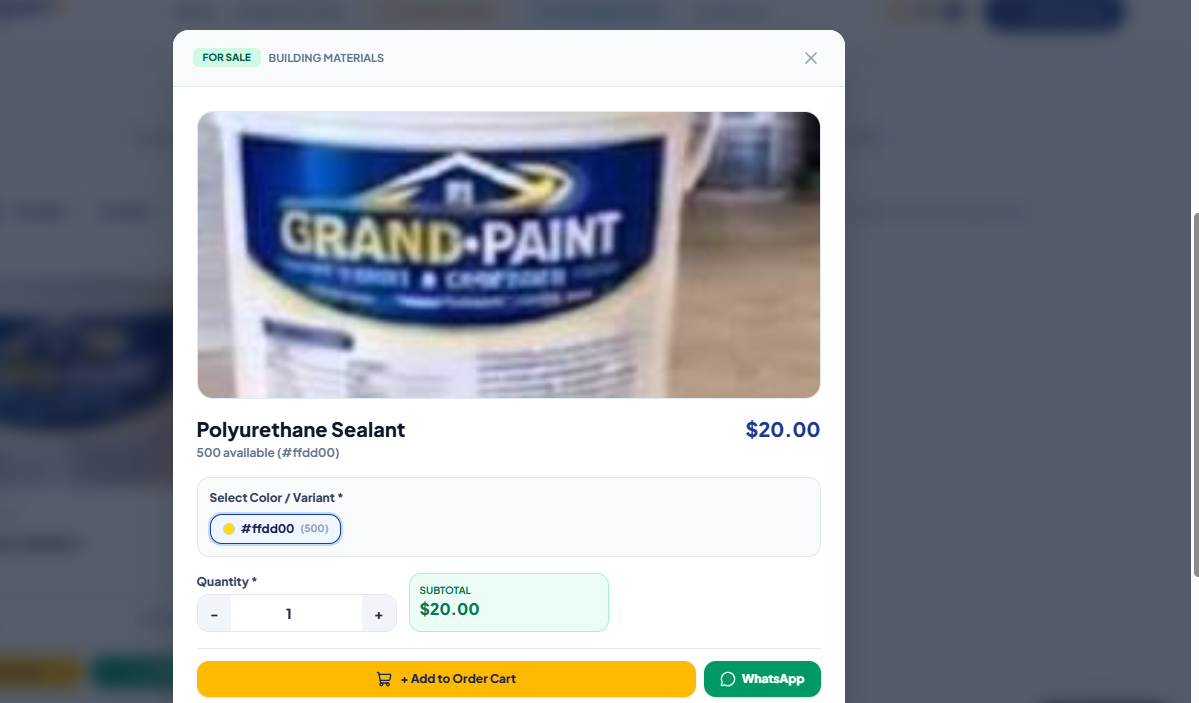 FOR SALE BUILDING MATERIALS
GRAND•PAINT
Polyurethane Sealant $20.00
500 available (#ffdd00)
Select Color / Variant *
#ffdd00 (500)
Quantity *
SUBTOTAL
- 1 + $20.00
+ Add to Order Cart WhatsApp